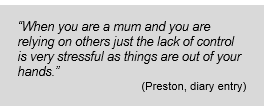 “When you are a mum and you are
relying on others just the lack of control
is very stressful as things are out of your
hands.”
(Preston, diary entry)